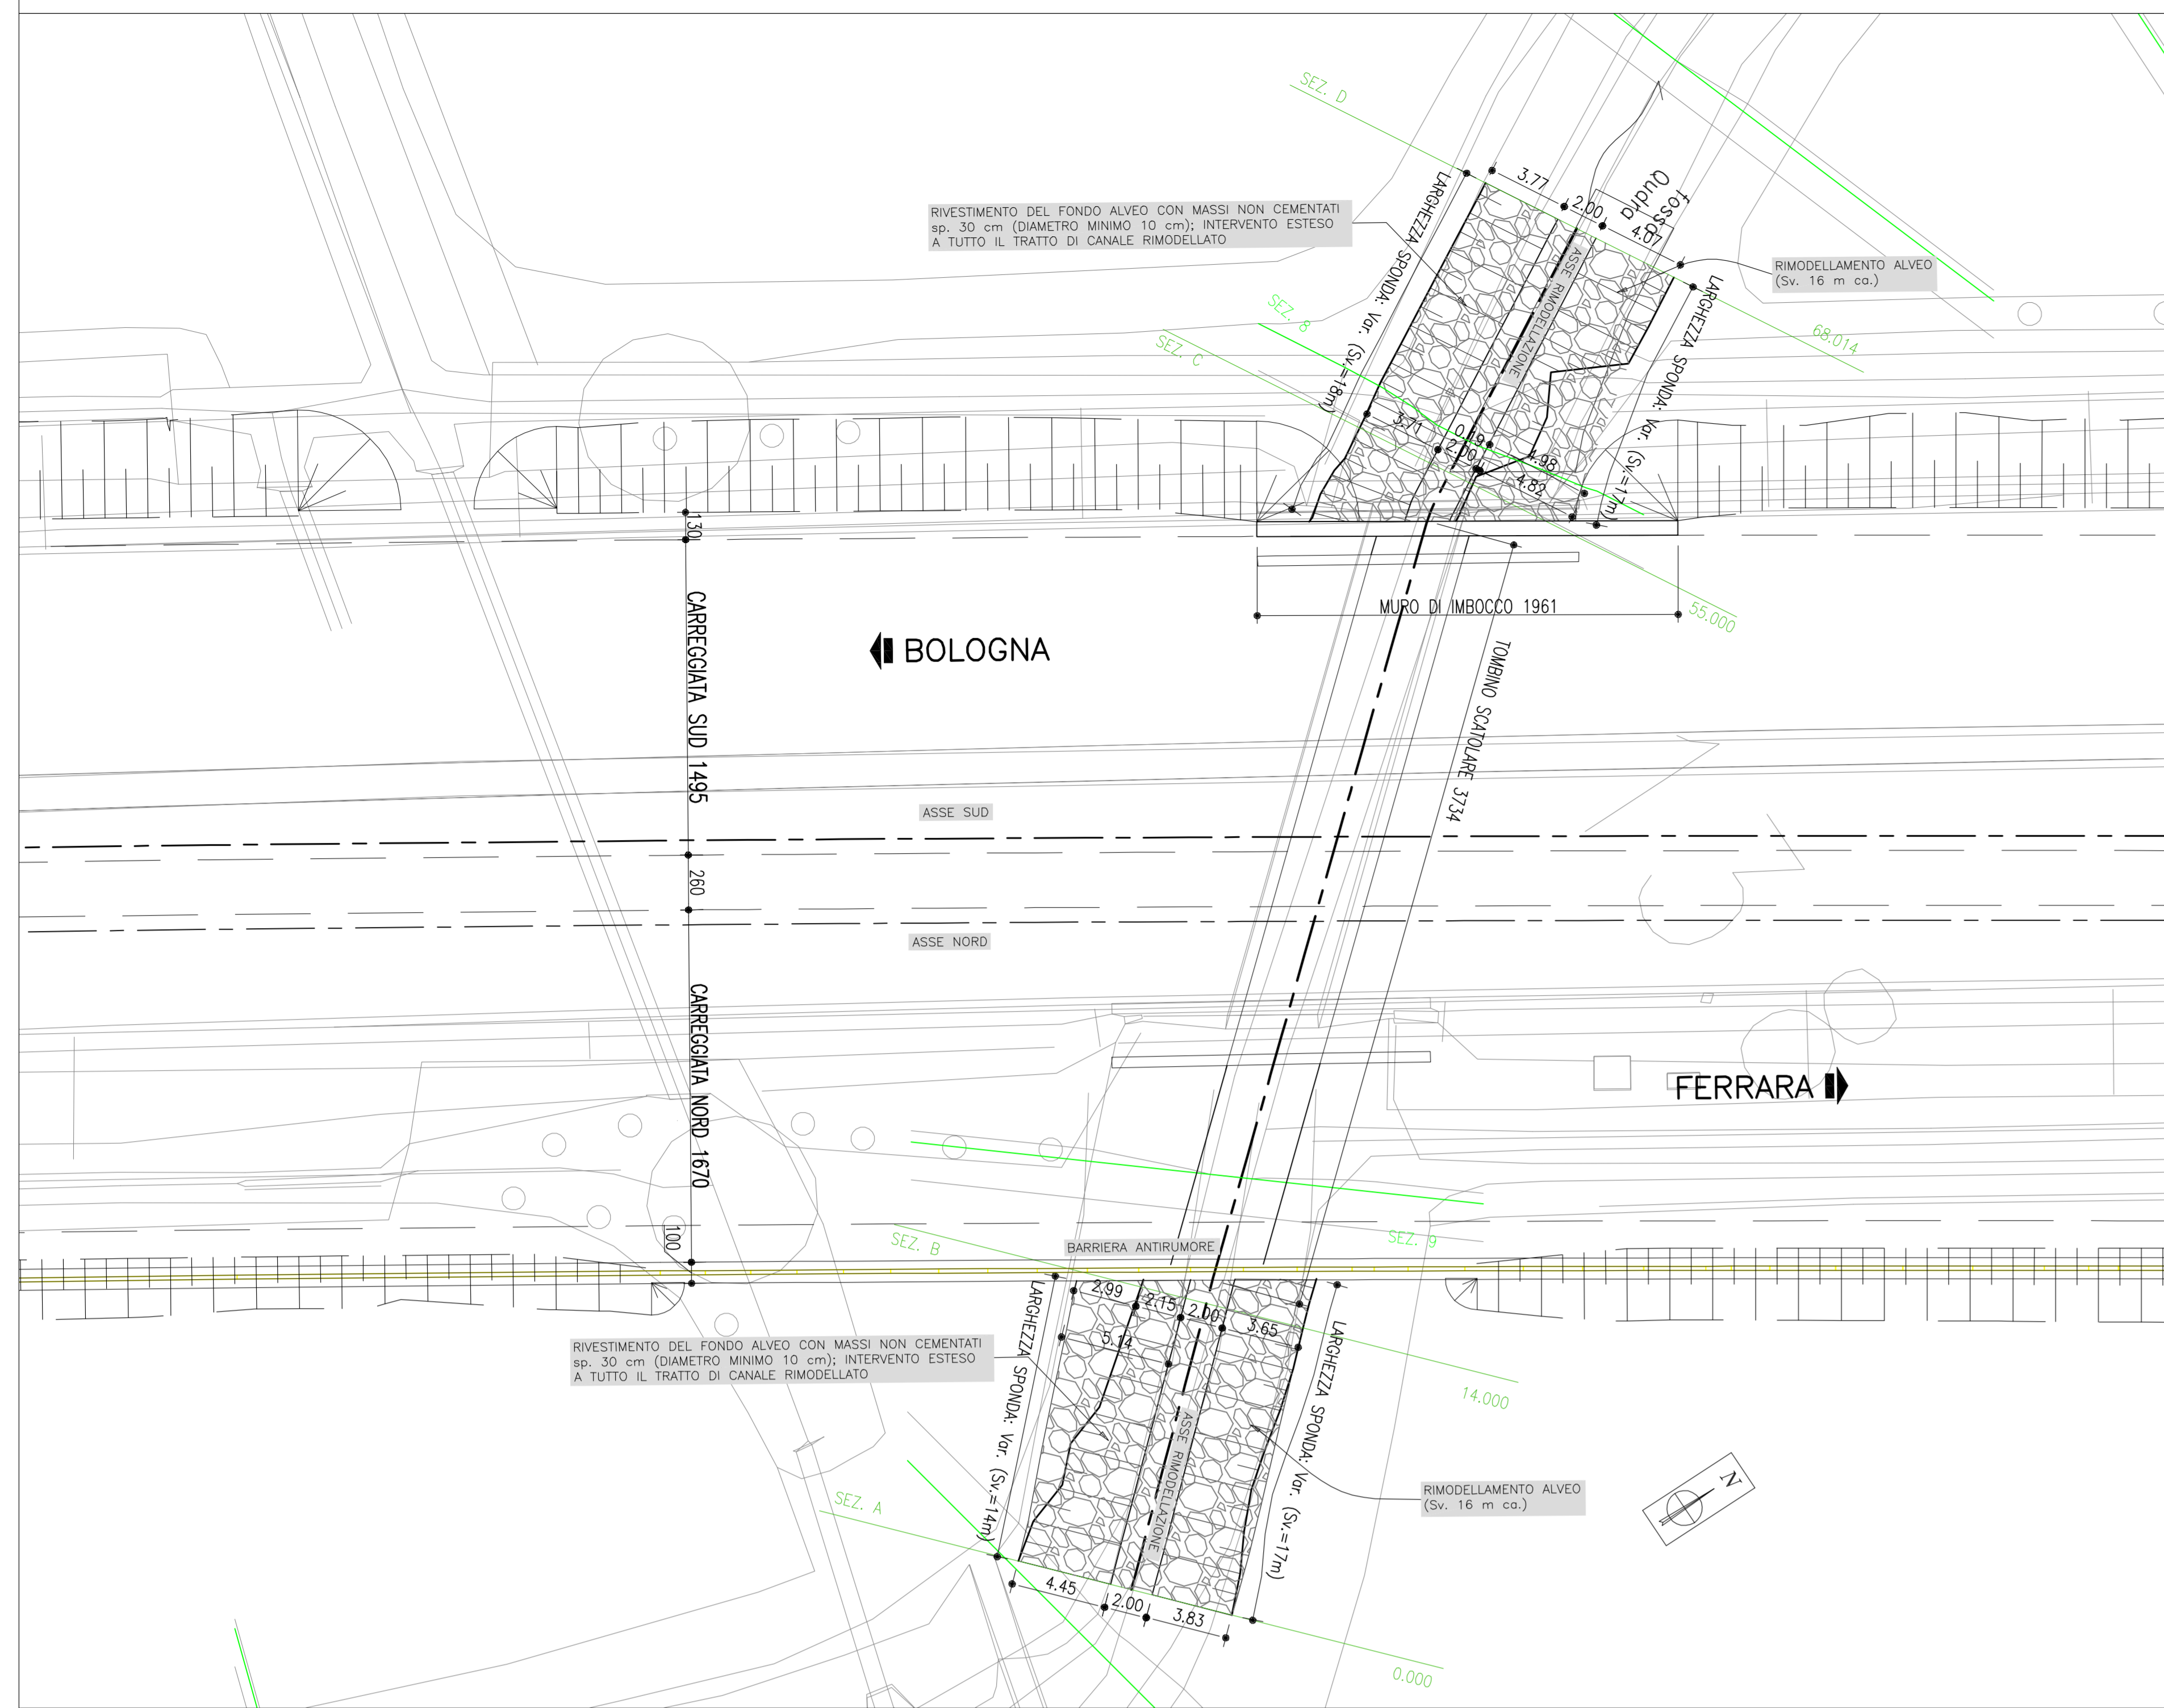 SEZ. D
3.77
2.00
4.07
fosso
Qudra
RIVESTIMENTO DEL FONDO ALVEO CON MASSI NON CEMENTATI
sp. 30 cm (DIAMETRO MINIMO 10 cm); INTERVENTO ESTESO
A TUTTO IL TRATTO DI CANALE RIMODELLATO
LARGHEZZA SPONDA: Var. (Sv.=18m)
ASSE RIMODELLAZIONE
RIMODELLAMENTO ALVEO
(Sv. 16 m ca.)
LARGHEZZA SPONDA: Var. (Sv.=17m)
68.014
SEZ. 8
SEZ. C
3.71
0.19
2.00
4.98
4.82
130
MURO DI IMBOCCO 1961
55.000
CARREGGIATA SUD 1495
BOLOGNA
TOMBINO SCATOLARE 3734
ASSE SUD
260
ASSE NORD
CARREGGIATA NORD 1670
FERRARA
100
SEZ. B
BARRIERA ANTIRUMORE
SEZ. 9
2.99
2.15
2.00
3.65
5.14
LARGHEZZA SPONDA: Var. (Sv.=14m)
RIVESTIMENTO DEL FONDO ALVEO CON MASSI NON CEMENTATI
sp. 30 cm (DIAMETRO MINIMO 10 cm); INTERVENTO ESTESO
A TUTTO IL TRATTO DI CANALE RIMODELLATO
LARGHEZZA SPONDA: Var. (Sv.=17m)
14.000
ASSE RIMODELLAZIONE
SEZ. A
RIMODELLAMENTO ALVEO
(Sv. 16 m ca.)
N
4.45
2.00
3.83
0.000